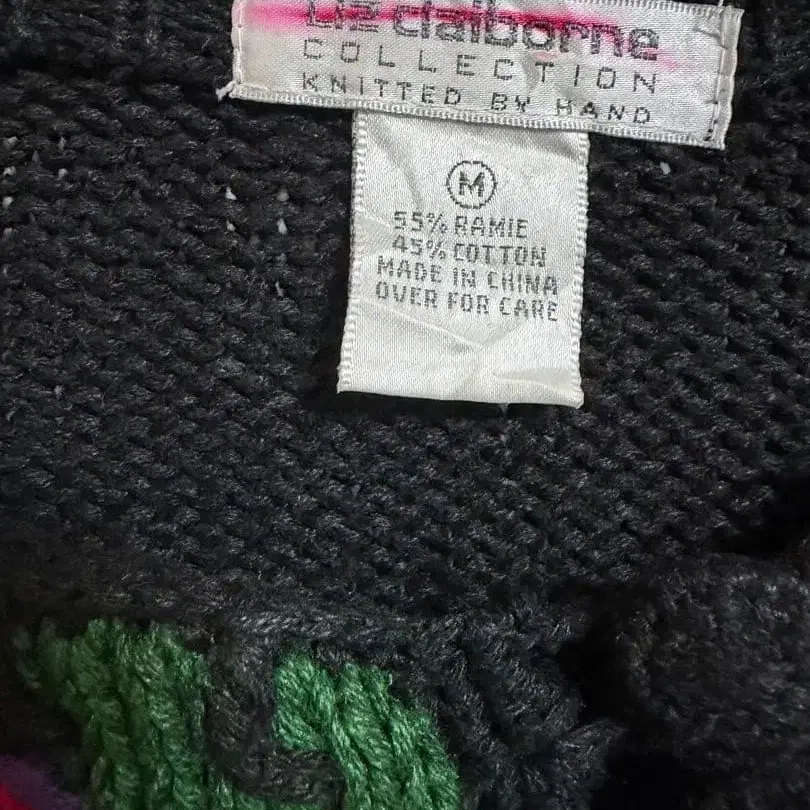 Liz claiborne
COLLECTION
KNITTED BY HAND
M
55% RAMIE
45% COTTON
MADE IN CHINA
OVER FOR CARE